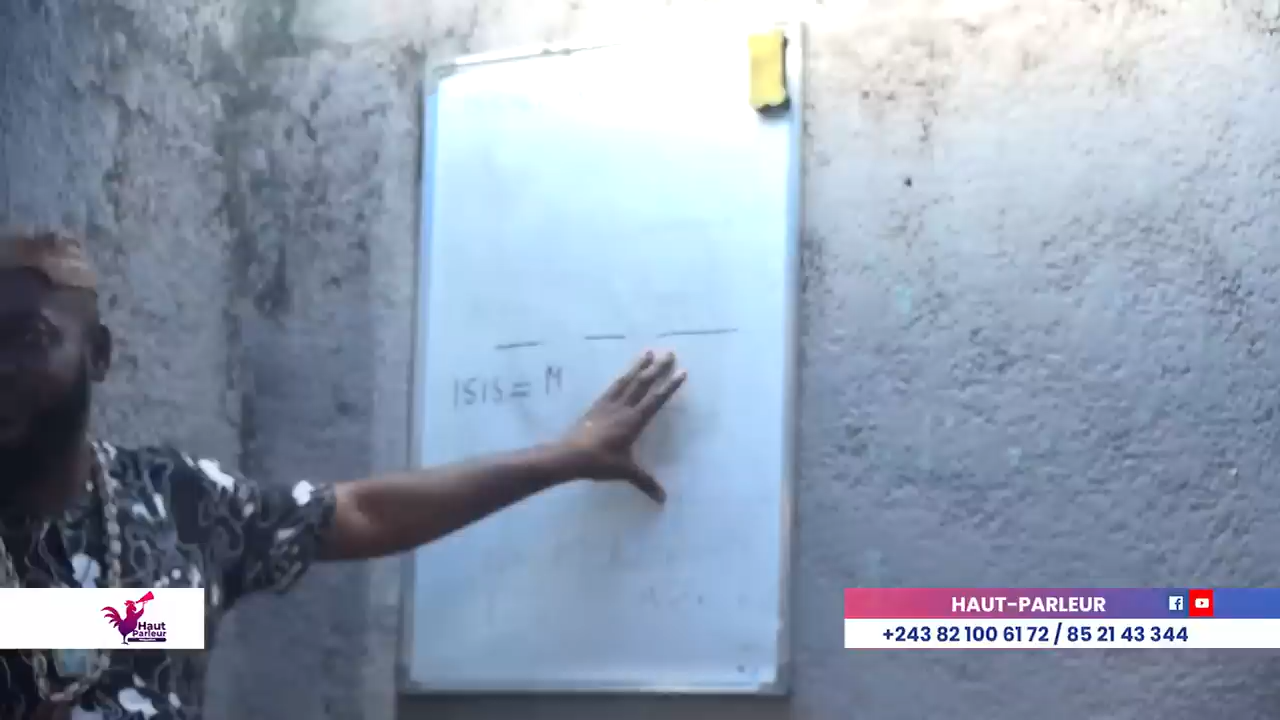 ISIS = M
Haut
Parleur
HAUT-PARLEUR
+243 82 100 61 72 / 85 21 43 344